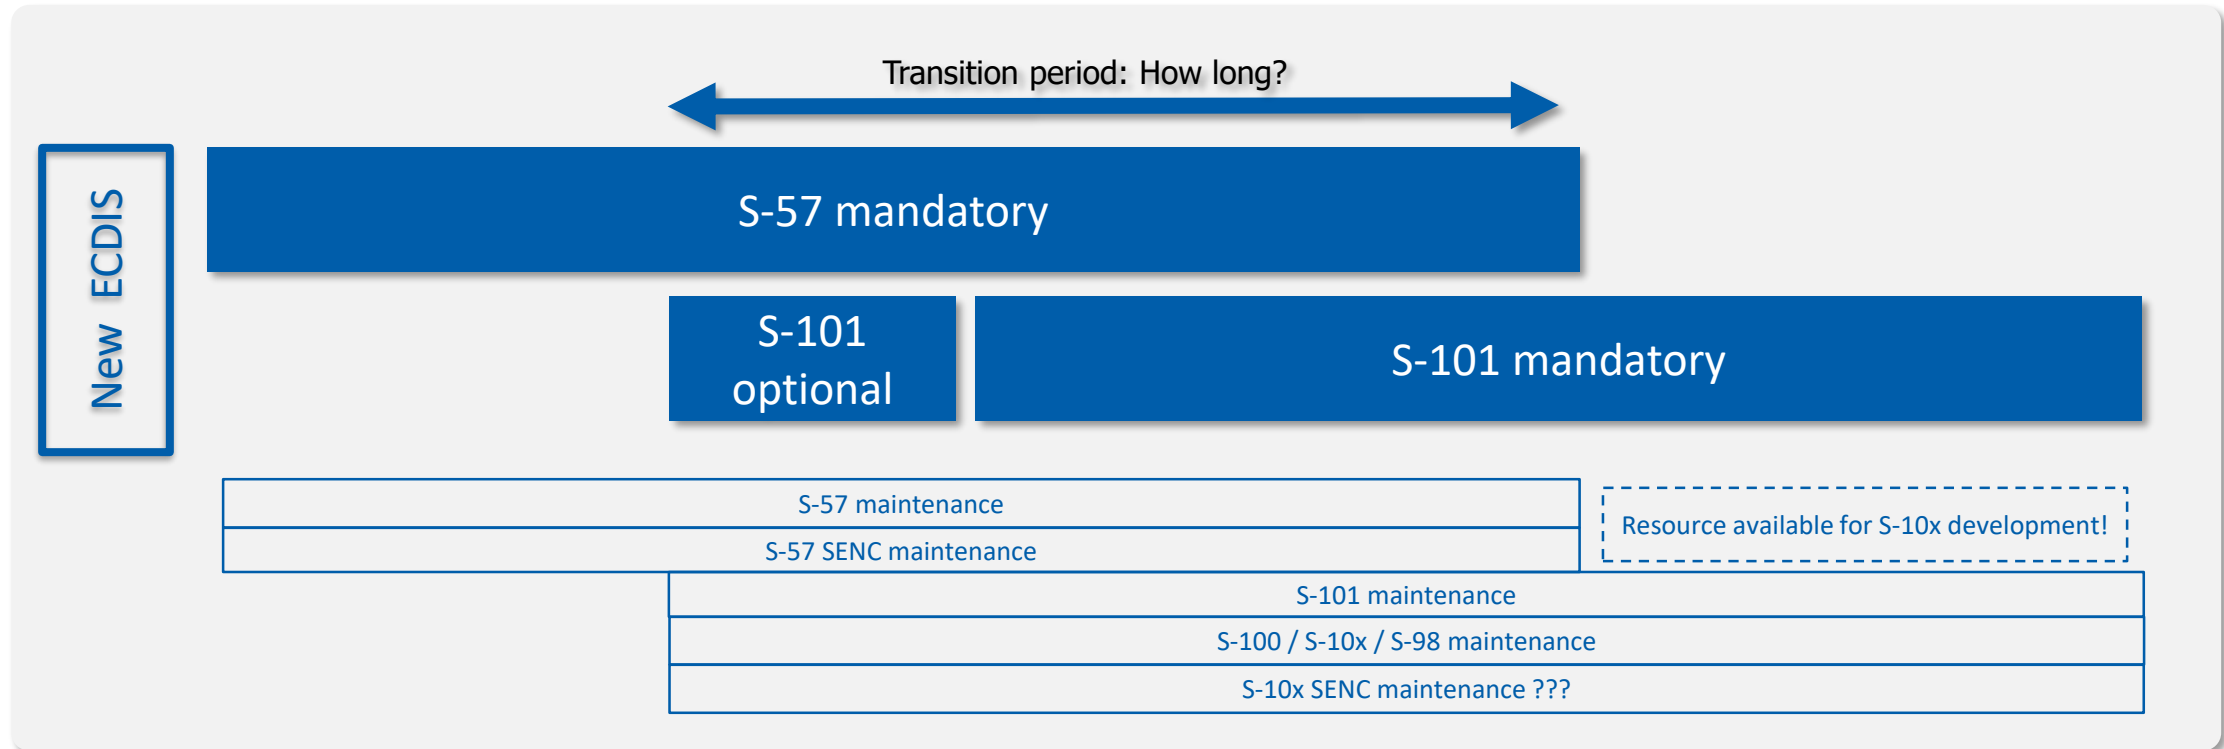 Transition period: How long?
New ECDIS
S-57 mandatory
S-101
optional
S-101 mandatory
S-57 maintenance
Resource available for S-10x development!
S-57 SENC maintenance
S-101 maintenance
S-100 / S-10x / S-98 maintenance
S-10x SENC maintenance ???